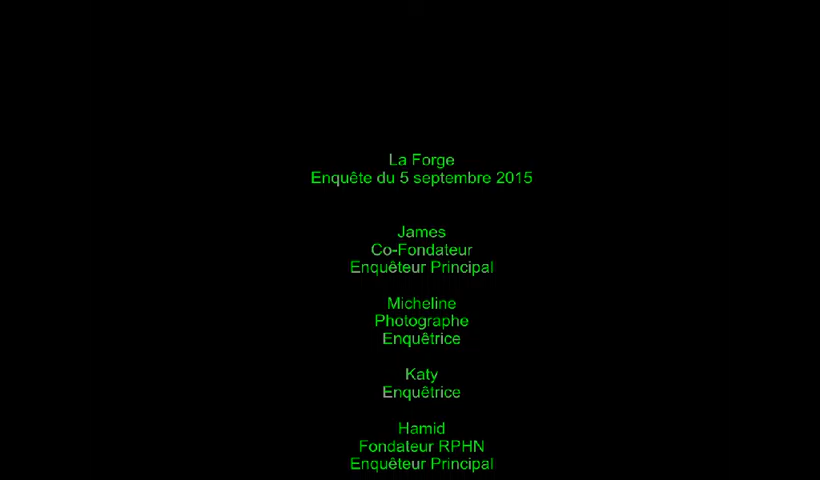 La Forge
Enquête du 5 septembre 2015
James
Co-Fondateur
Enquêteur Principal
Micheline
Photographe
Enquêtrice
Katy
Enquêtrice
Hamid
Fondateur RPHN
Enquêteur Principal